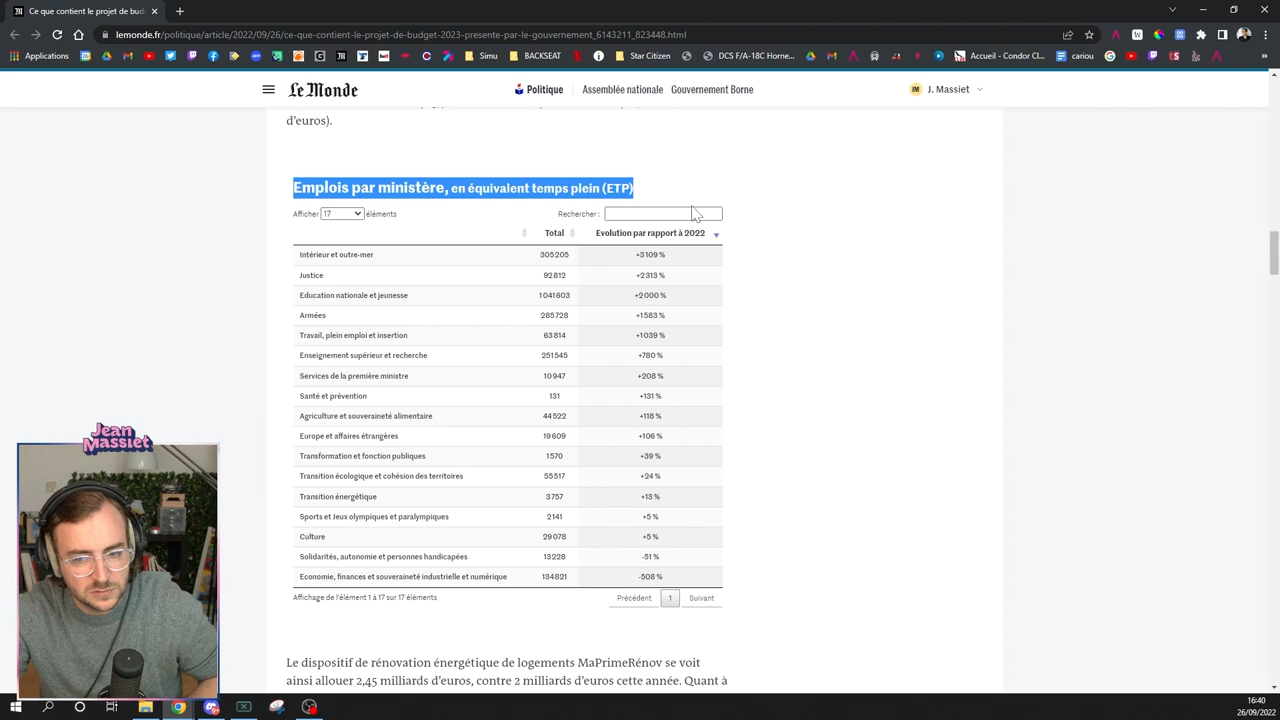 Ce que contient le projet de bu
lemonde.fr/politique/article/2022/09/26/ce-que-contient-le-projet-de-budget-2023-presente-par-le-gouvernement_6143211_823448.html
Applications
Simu
BACKSEAT
Star Citizen
DCS F/A-18C Horne...
Accueil - Condor Cl...
cariou
Le Monde
Politique
Assemblée nationale
Gouvernement Borne
JM
J. Massiet
d'euros).
Emplois par ministère, en équivalent temps plein (ETP)
Afficher 17 éléments
Rechercher :
Total Evolution par rapport à 2022
Intérieur et outre-mer 305 205 +3 109 %
Justice 92 812 +2 313 %
Education nationale et jeunesse 1 041 603 +2 000 %
Armées 285 728 +1 583 %
Travail, plein emploi et insertion 63 814 +1 039 %
Enseignement supérieur et recherche 251 545 +780 %
Services de la première ministre 10 947 +208 %
Santé et prévention 131 +131 %
Agriculture et souveraineté alimentaire 44 522 +118 %
Europe et affaires étrangères 19 609 +106 %
Transformation et fonction publiques 1 570 +39 %
Transition écologique et cohésion des territoires 55 517 +24 %
Transition énergétique 3 757 +13 %
Sports et Jeux olympiques et paralympiques 2 141 +5 %
Culture 29 078 +5 %
Solidarités, autonomie et personnes handicapées 13 228 -51 %
Economie, finances et souveraineté industrielle et numérique 134 821 -508 %
Affichage de l'élément 1 à 17 sur 17 éléments
Précédent 1 Suivant
Le dispositif de rénovation énergétique de logements MaPrimeRénov se voit
ainsi allouer 2,45 milliards d'euros, contre 2 milliards d'euros cette année. Quant à
Jean
Massiet
16:40
26/09/2022